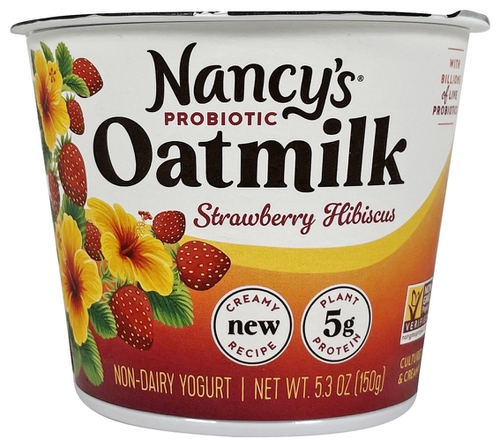 Nancy's®
PROBIOTIC
Oatmilk
Strawberry Hibiscus
WITH
BILLIONS
of LIVE
PROBIOTICS
CREAMY
new
RECIPE
PLANT
5g
PROTEIN
NON-DAIRY YOGURT | NET WT. 5.3 OZ (150g)
& CREAMY